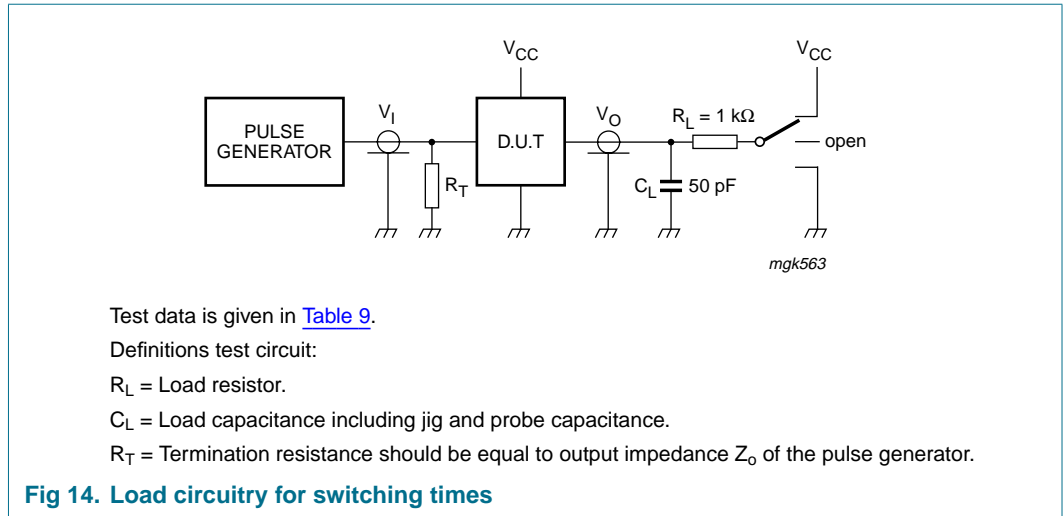 V_CC
V_CC
PULSE
GENERATOR
V_I
D.U.T
V_O
R_L = 1 kΩ
open
R_T
C_L
50 pF
mgk563
Test data is given in Table 9.
Definitions test circuit:
R_L = Load resistor.
C_L = Load capacitance including jig and probe capacitance.
R_T = Termination resistance should be equal to output impedance Z_o of the pulse generator.
Fig 14. Load circuitry for switching times